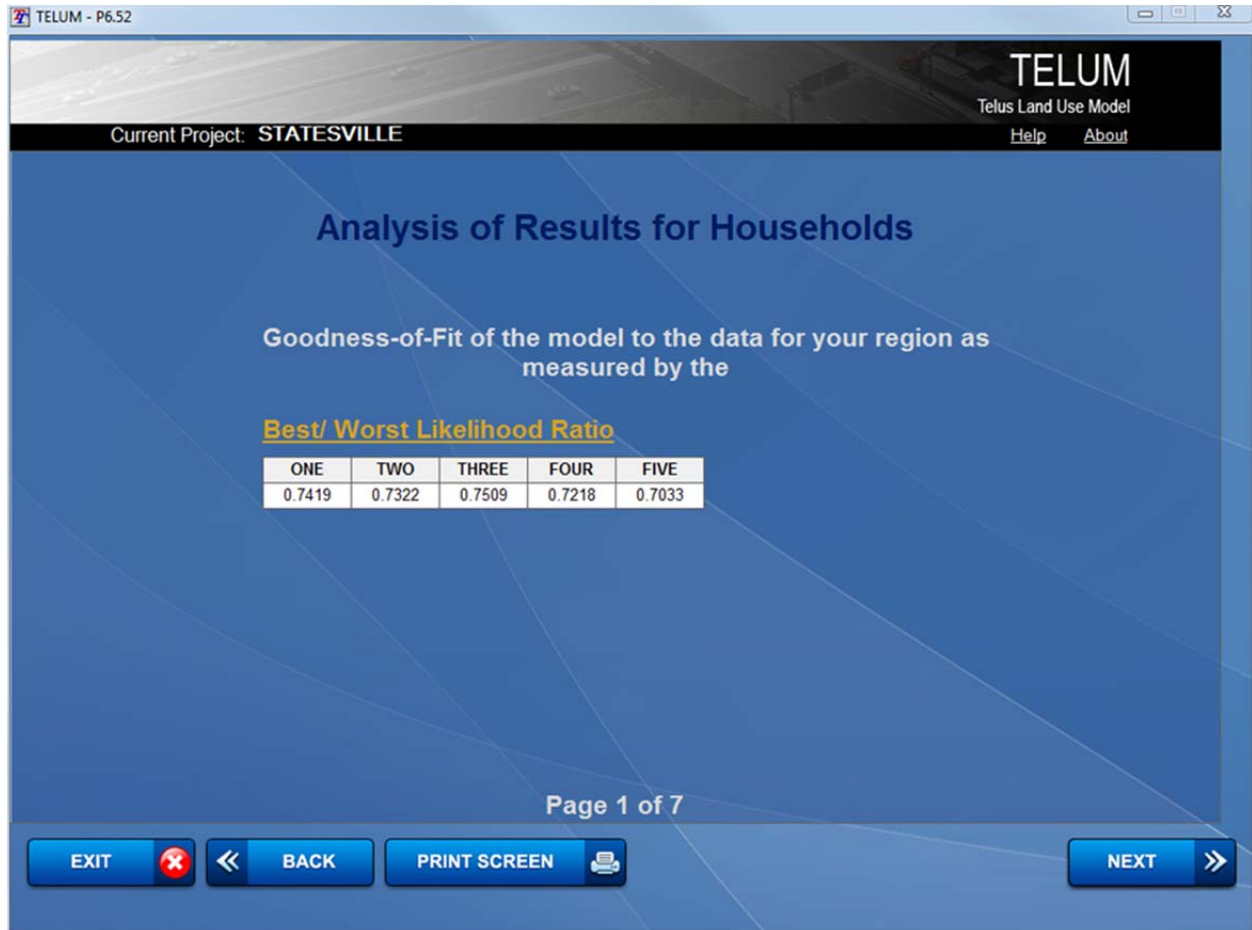 TELUM - P6.52
TELUM
Telus Land Use Model
Current Project: STATESVILLE
Help About
Analysis of Results for Households
Goodness-of-Fit of the model to the data for your region as
measured by the
Best/ Worst Likelihood Ratio
ONE TWO THREE FOUR FIVE
0.7419 0.7322 0.7509 0.7218 0.7033
Page 1 of 7
EXIT BACK PRINT SCREEN NEXT